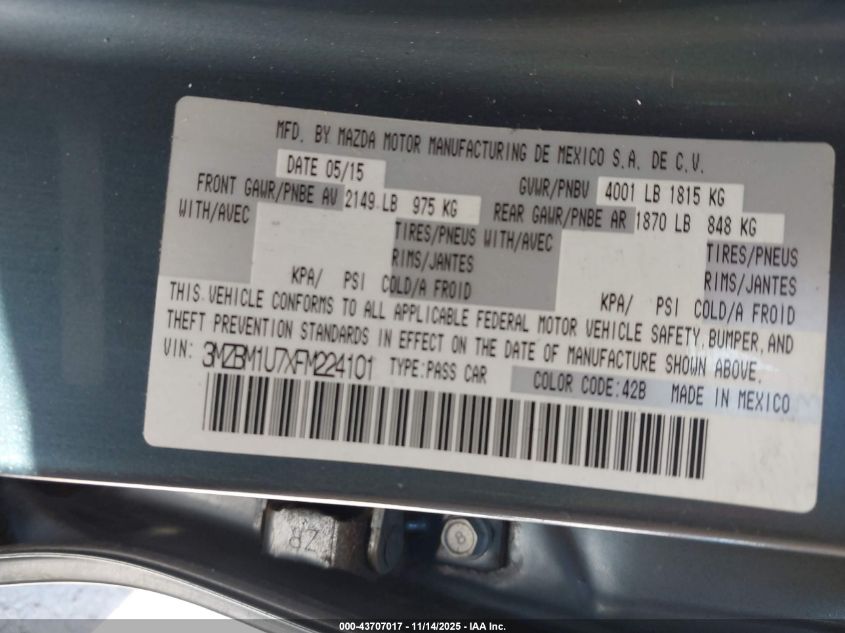 MFD. BY MAZDA MOTOR MANUFACTURING DE MEXICO S.A. DE C.V.
DATE 05/15 GVWR/PNBV 4001 LB 1815 KG
FRONT GAWR/PNBE AV 2149 LB 975 KG REAR GAWR/PNBE AR 1870 LB 848 KG
WITH/AVEC TIRES/PNEUS WITH/AVEC TIRES/PNEUS
RIMS/JANTES RIMS/JANTES
KPA/ PSI COLD/A FROID KPA/ PSI COLD/A FROID
THIS VEHICLE CONFORMS TO ALL APPLICABLE FEDERAL MOTOR VEHICLE SAFETY, BUMPER, AND
THEFT PREVENTION STANDARDS IN EFFECT ON THE DATE OF MANUFACTURE SHOWN ABOVE.
VIN: 3MZBM1U7XFM224101 TYPE:PASS CAR COLOR CODE:42B MADE IN MEXICO
8Z 8
000-43707017 - 11/14/2025 - IAA Inc.